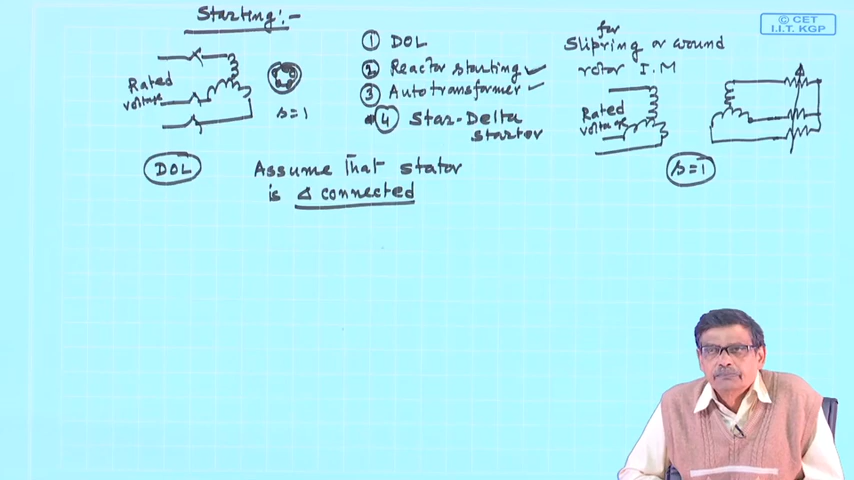 Starting:-
© CET
I.I.T. KGP
Rated
voltage
s=1
① DOL
② Reactor starting ✓
③ Autotransformer ✓
④ Star-Delta
starter
for
Slipring or wound
rotor I.M
Rated
voltage
s=1
DOL
Assume that stator
is Δ connected